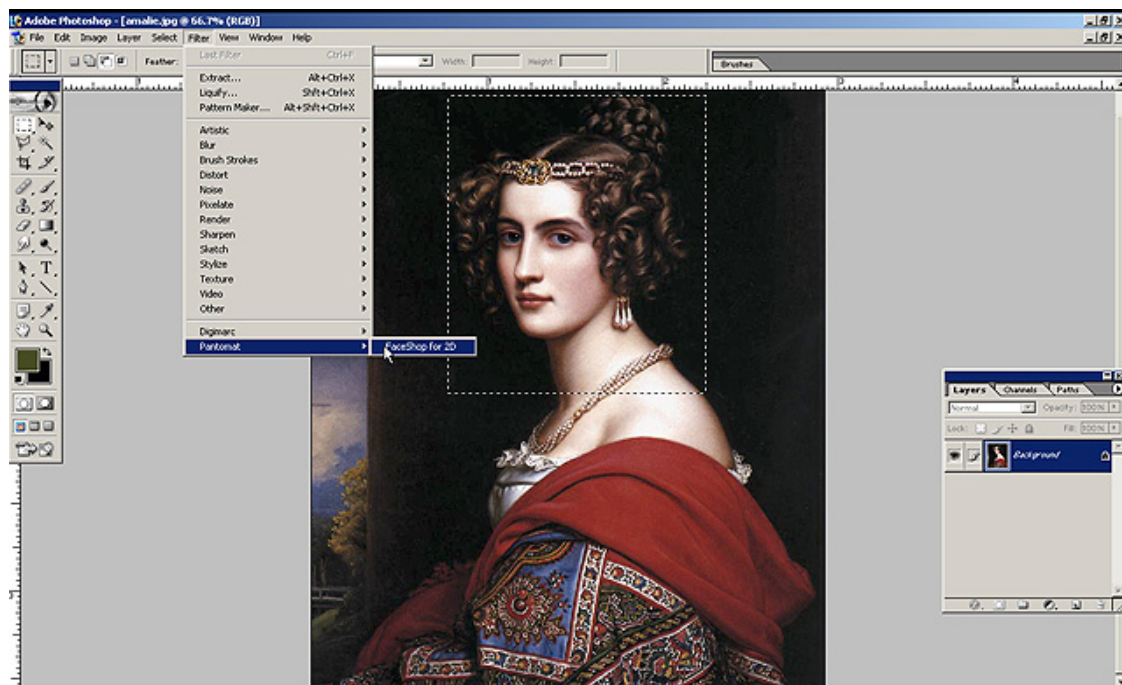 Adobe Photoshop - [amalie.jpg @ 66.7% (RGB)]
File Edit Image Layer Select Filter View Window Help
Feather:
Width:
Height:
Brushes
Last Filter Ctrl+F
Extract... Alt+Ctrl+X
Liquify... Shft+Ctrl+X
Pattern Maker... Alt+Shft+Ctrl+X
Artistic
Blur
Brush Strokes
Distort
Noise
Pixelate
Render
Sharpen
Sketch
Stylize
Texture
Video
Other
Digimarc
Pantomat
FaceShop for 2D
Layers Channels Paths
Normal Opacity: 100%
Lock: Fill: 100%
Background